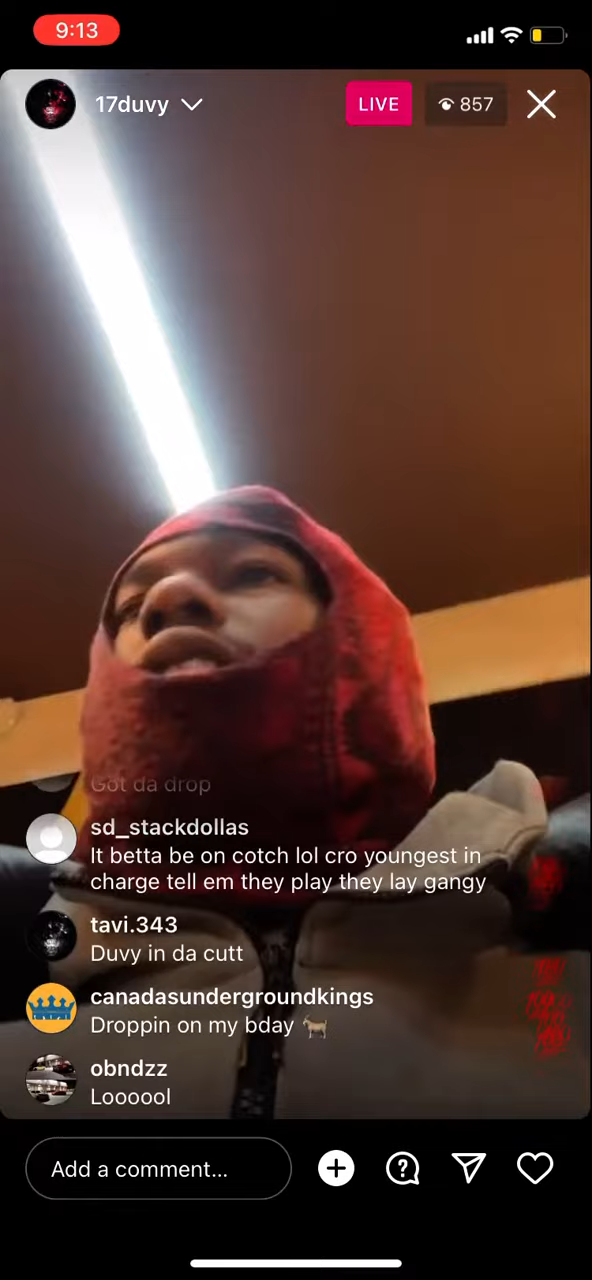 9:13
17duvy
LIVE
857
Got da drop
sd_stackdollas
It betta be on cotch lol cro youngest in
charge tell em they play they lay gangy
tavi.343
Duvy in da cutt
canadasundergroundkings
Droppin on my bday 🐐
obndzz
Loooool
Add a comment...